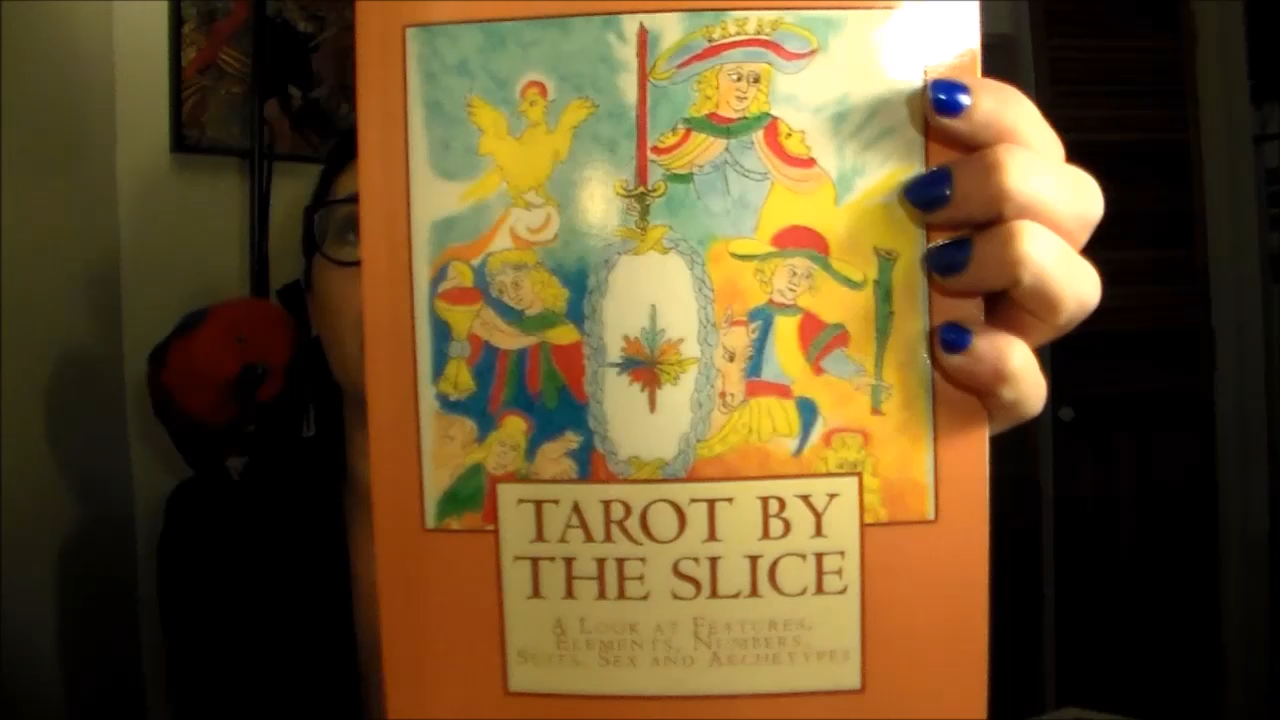 TAROT BY
THE SLICE
A LOOK AT FEATURES,
ELEMENTS, NUMBERS,
SUITS, SEX AND ARCHETYPES